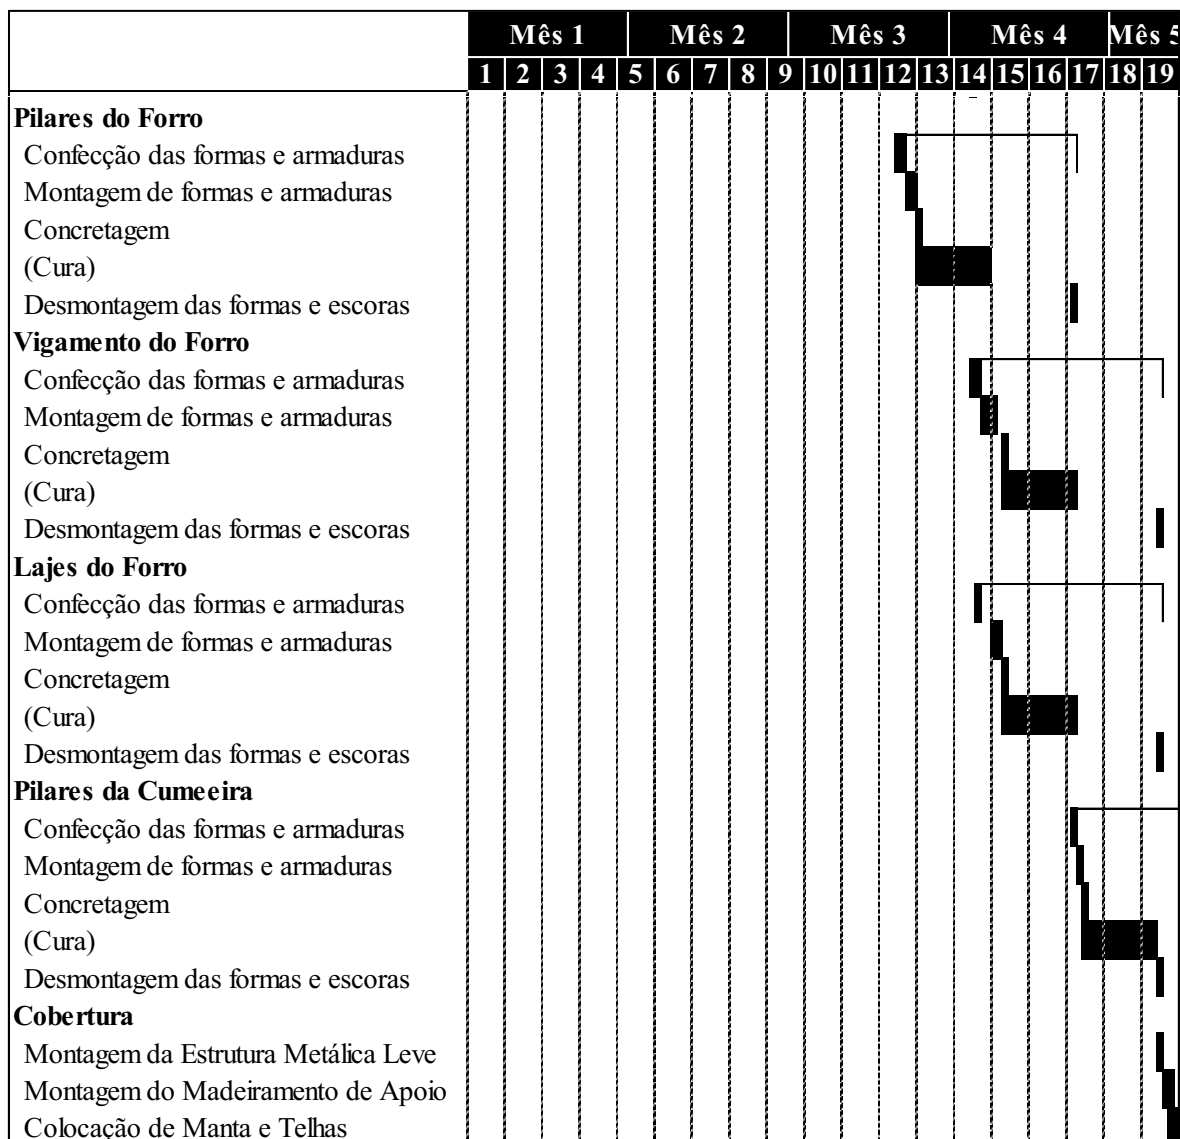 Mês 1 Mês 2 Mês 3 Mês 4 Mês 5
1 2 3 4 5 6 7 8 9 10 11 12 13 14 15 16 17 18 19
Pilares do Forro
Confecção das formas e armaduras
Montagem de formas e armaduras
Concretagem
(Cura)
Desmontagem das formas e escoras
Vigamento do Forro
Confecção das formas e armaduras
Montagem de formas e armaduras
Concretagem
(Cura)
Desmontagem das formas e escoras
Lajes do Forro
Confecção das formas e armaduras
Montagem de formas e armaduras
Concretagem
(Cura)
Desmontagem das formas e escoras
Pilares da Cumeeira
Confecção das formas e armaduras
Montagem de formas e armaduras
Concretagem
(Cura)
Desmontagem das formas e escoras
Cobertura
Montagem da Estrutura Metálica Leve
Montagem do Madeiramento de Apoio
Colocação de Manta e Telhas